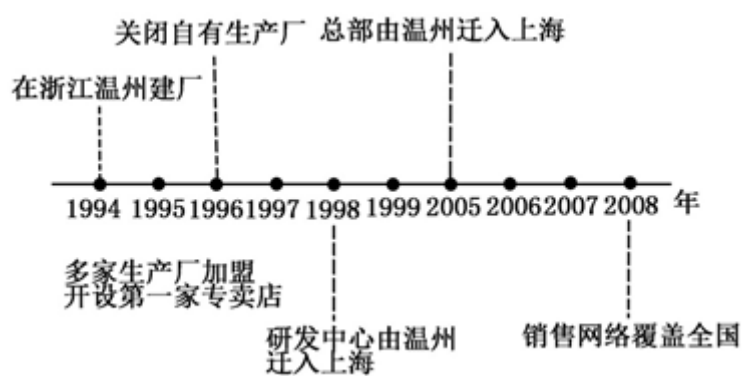 关闭自有生产厂
总部由温州迁入上海
在浙江温州建厂
1994 1995 1996 1997 1998 1999 2005 2006 2007 2008 年
多家生产厂加盟
开设第一家专卖店
研发中心由温州
迁入上海
销售网络覆盖全国